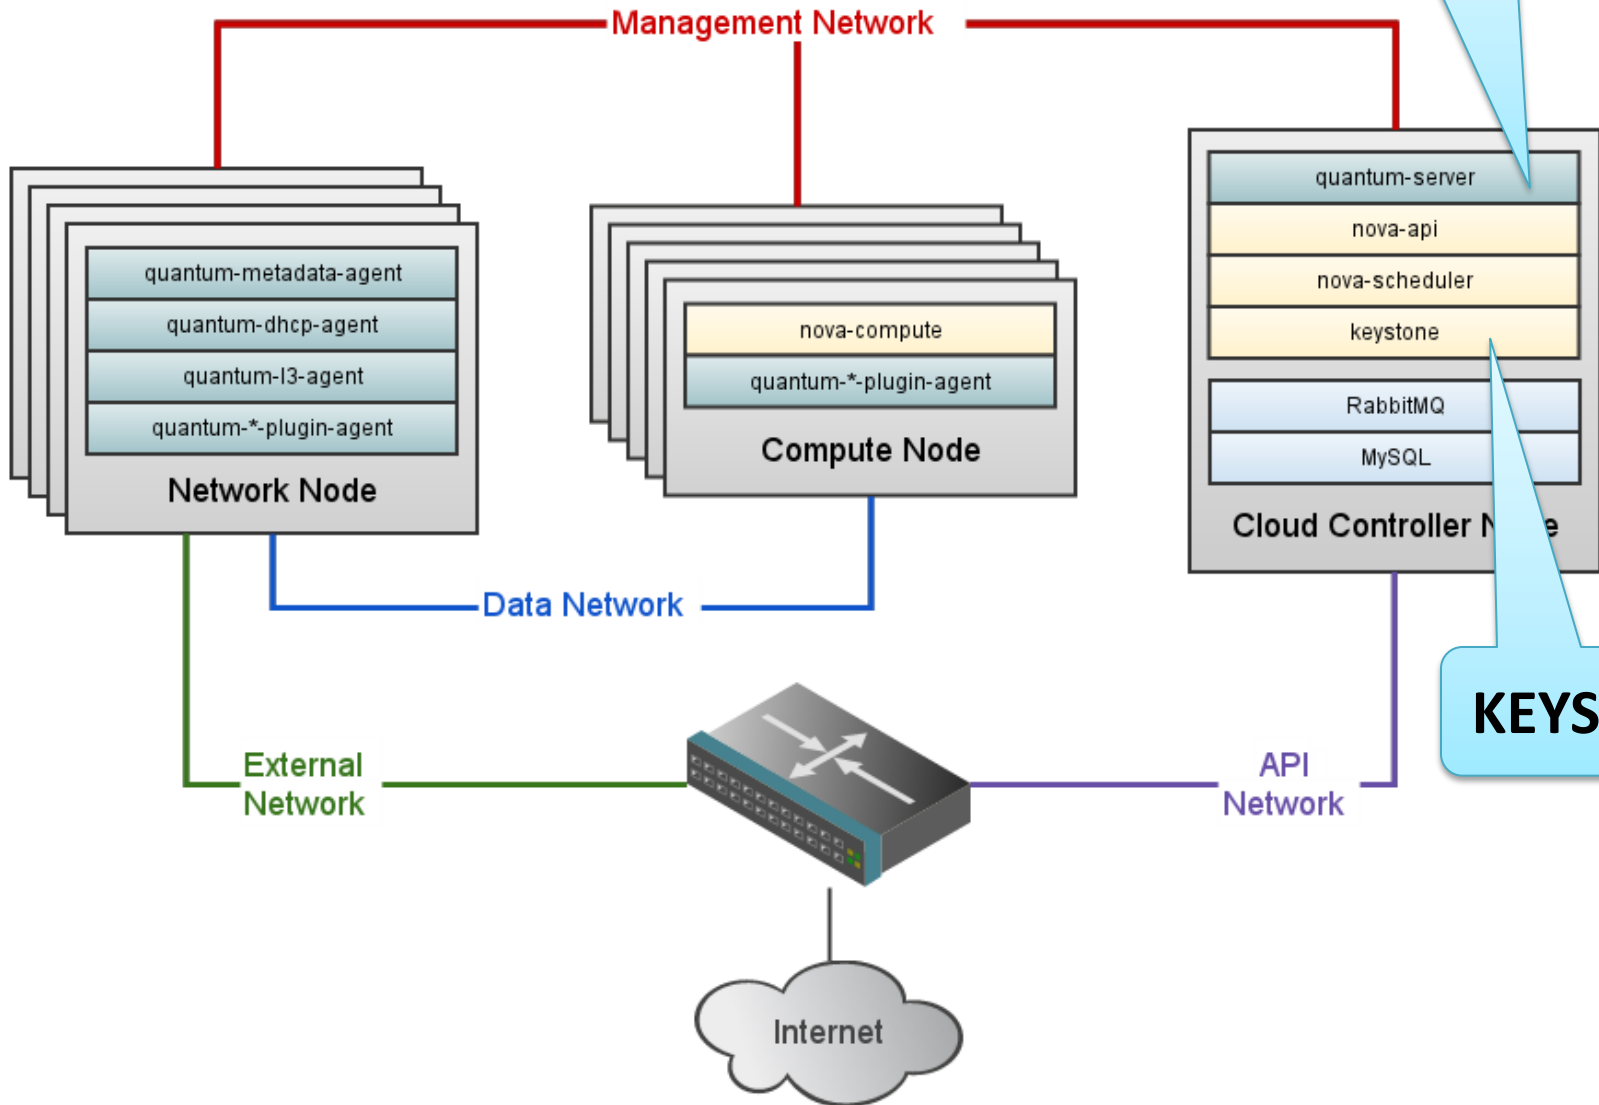 Management Network
quantum-metadata-agent
quantum-dhcp-agent
quantum-l3-agent
quantum-*-plugin-agent
Network Node
nova-compute
quantum-*-plugin-agent
Compute Node
quantum-server
nova-api
nova-scheduler
keystone
RabbitMQ
MySQL
Cloud Controller
Data Network
External
Network
API
Network
KEYS
Internet